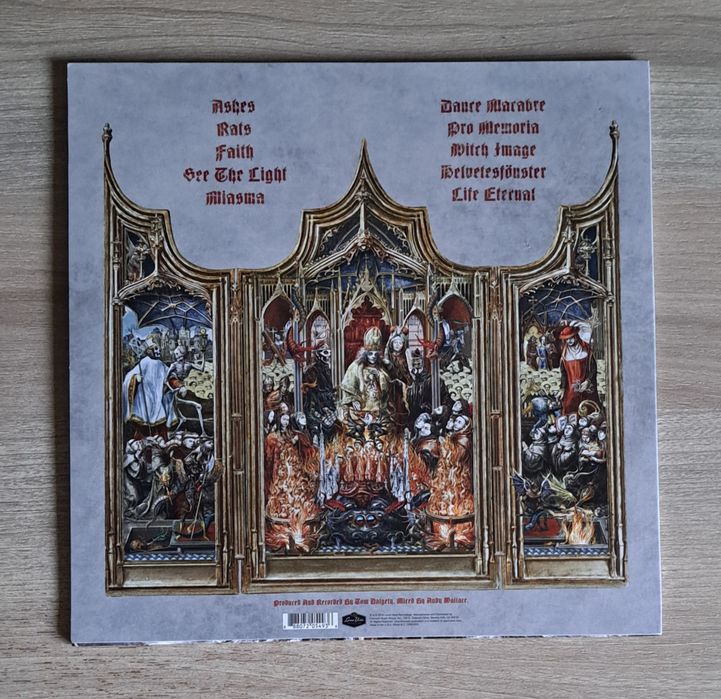 Ashes
Rats
Faith
See The Light
Miasma
Dance Macabre
Pro Memoria
Witch Image
Helvetesfönster
Life Eternal
Produced And Recorded By Tom Dalgety. Mixed By Andy Wallace.